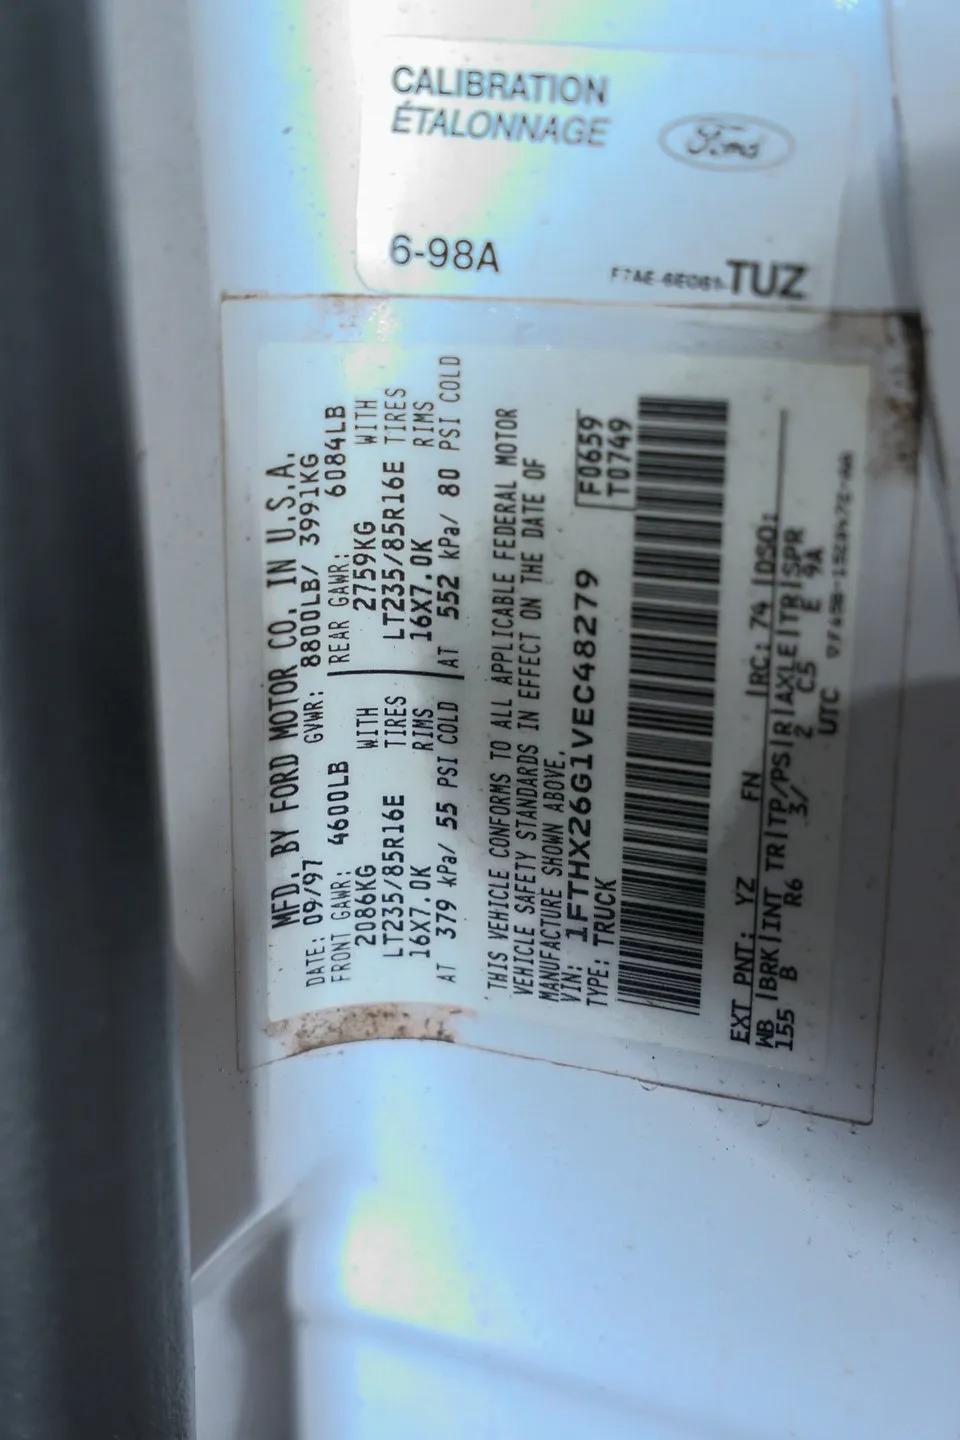 CALIBRATION
ÉTALONNAGE
Ford
6-98A
F7AE-6E081-TUZ
MFD. BY FORD MOTOR CO. IN U.S.A.
DATE: 09/97 GVWR: 8800LB/ 3991KG
FRONT GAWR: 4600LB REAR GAWR: 6084LB
2086KG WITH 2759KG WITH
LT235/85R16E TIRES LT235/85R16E TIRES
16X7.0K RIMS 16X7.0K RIMS
AT 379 kPa/ 55 PSI COLD AT 552 kPa/ 80 PSI COLD
THIS VEHICLE CONFORMS TO ALL APPLICABLE FEDERAL MOTOR
VEHICLE SAFETY STANDARDS IN EFFECT ON THE DATE OF
MANUFACTURE SHOWN ABOVE.
VIN: 1FTHX26G1VEC48279 F0659
TYPE: TRUCK T0749
EXT PNT: YZ FN RC: 74 DSO:
WB BRK INT TR TP/PS R AXLE TR SPR
155 B R6 3/ 2 C5 E 9A
UTC